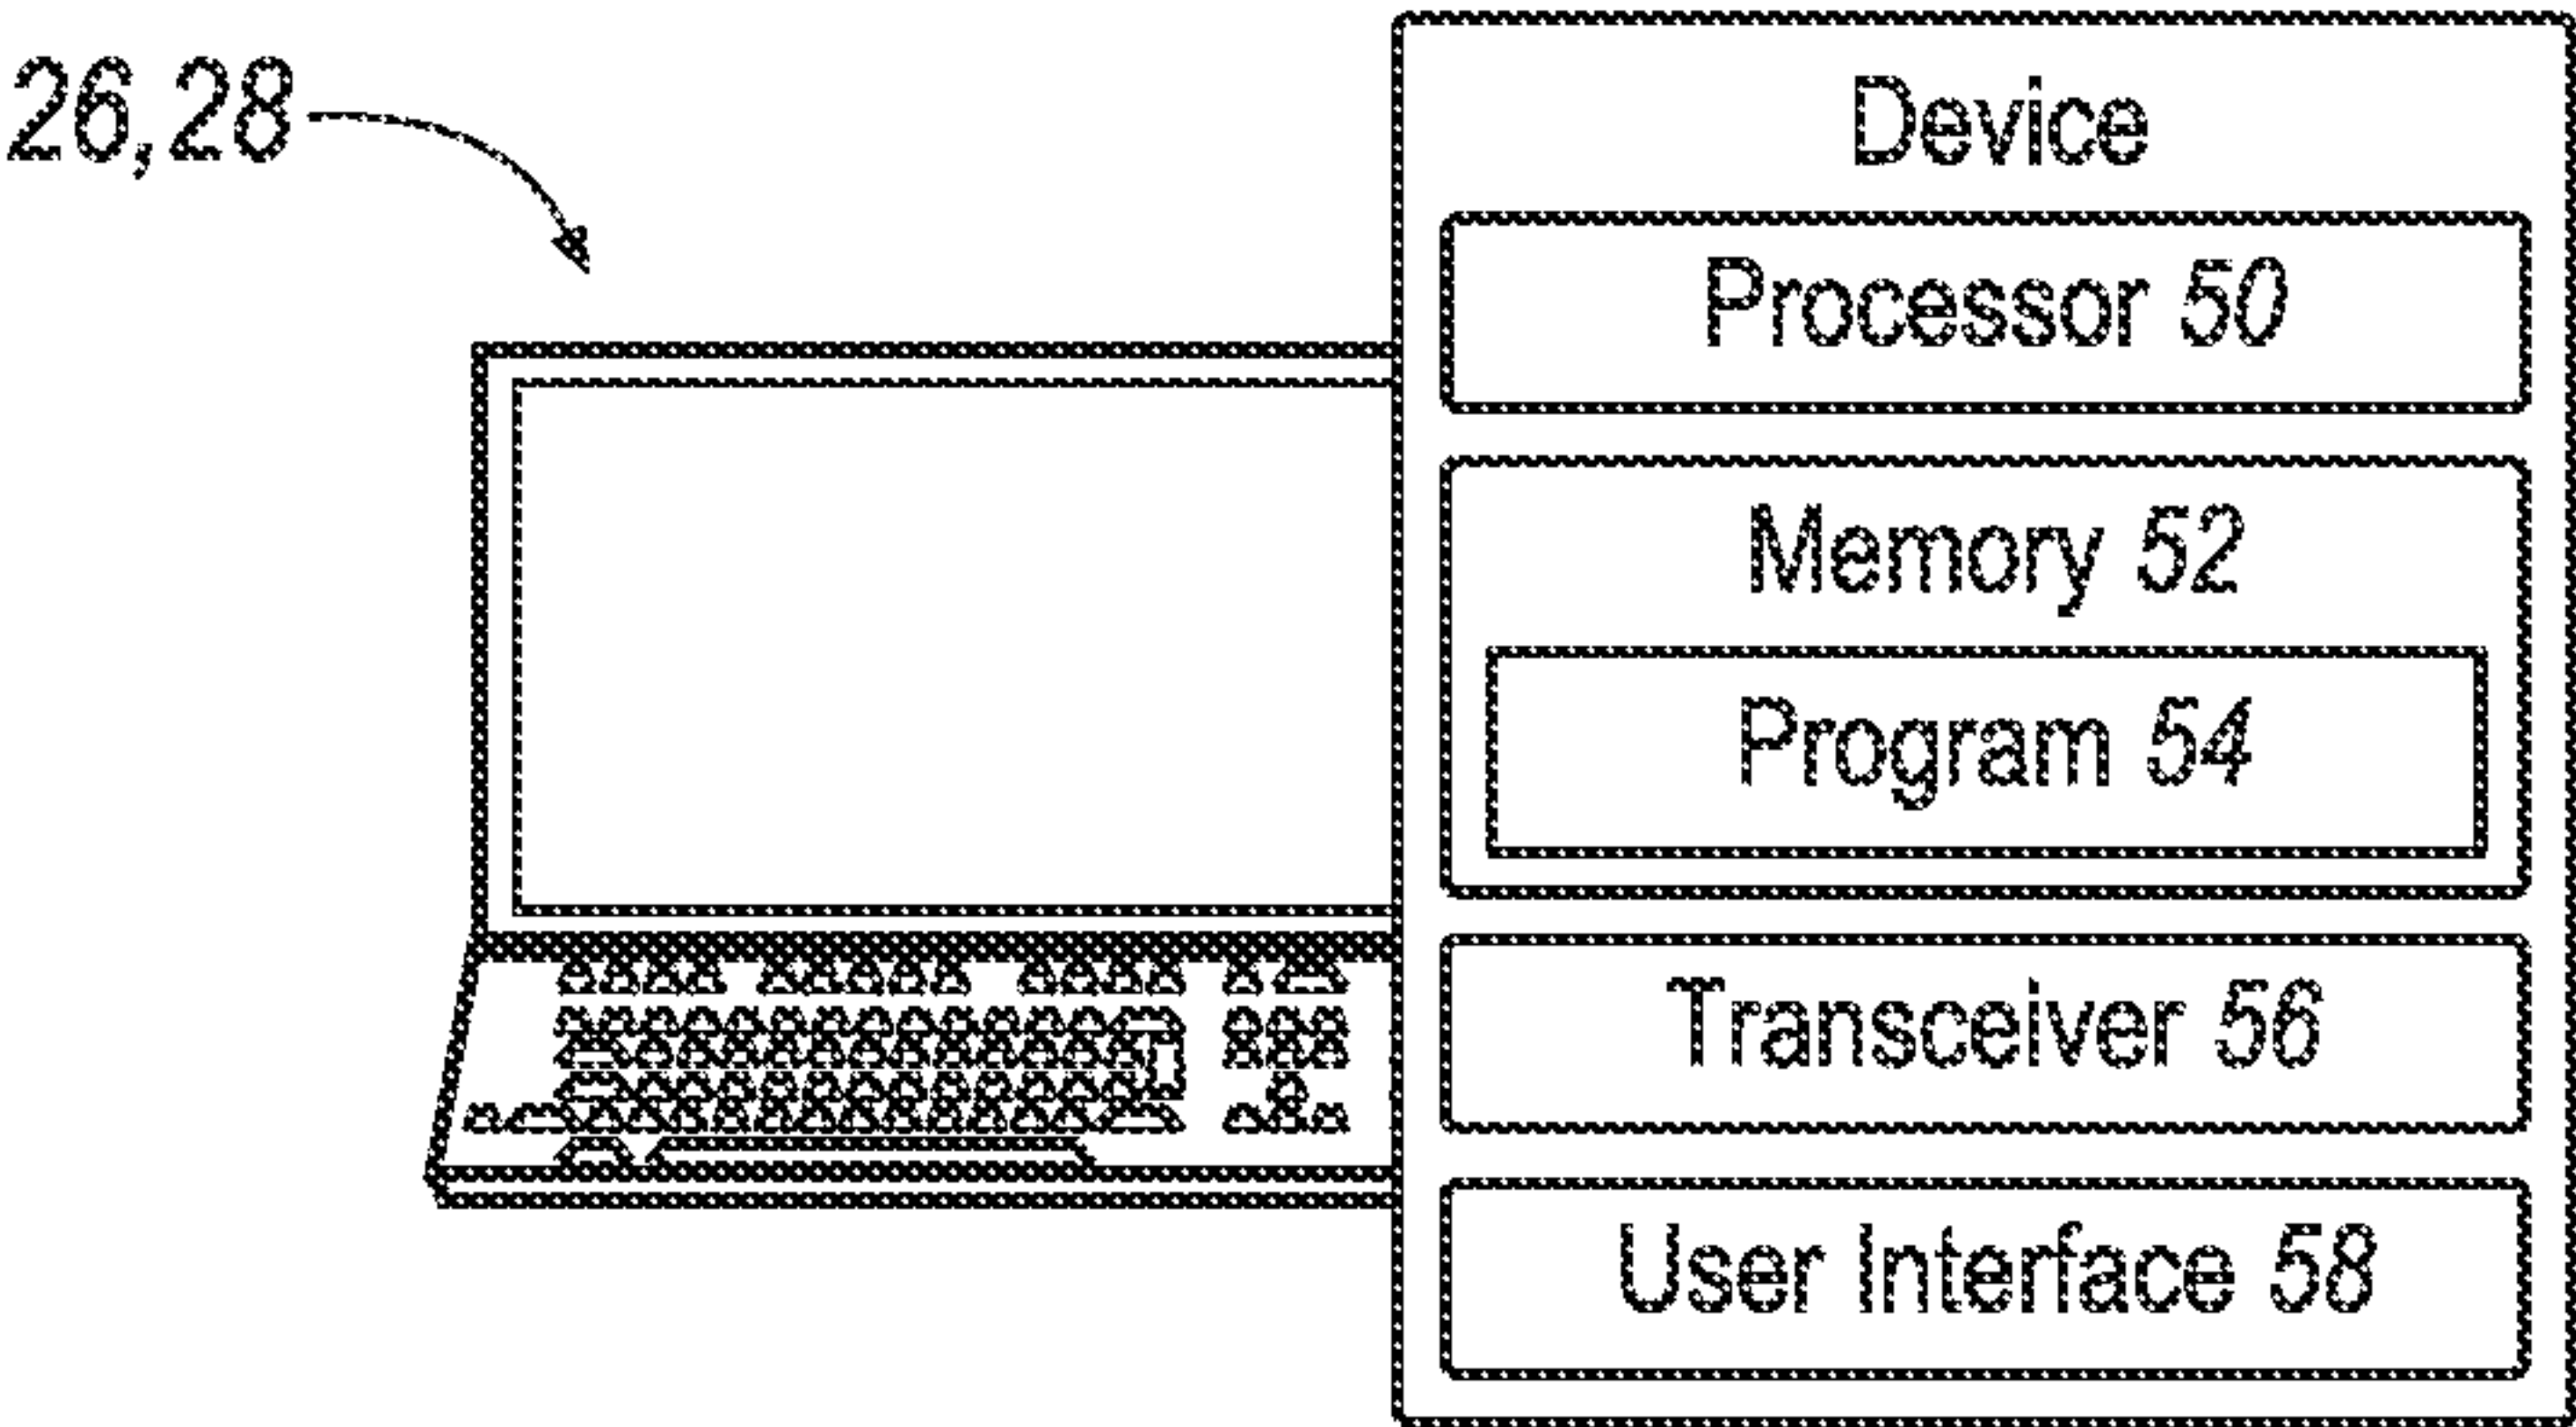 26,28
Device
Processor 50
Memory 52
Program 54
Transceiver 56
User Interface 58